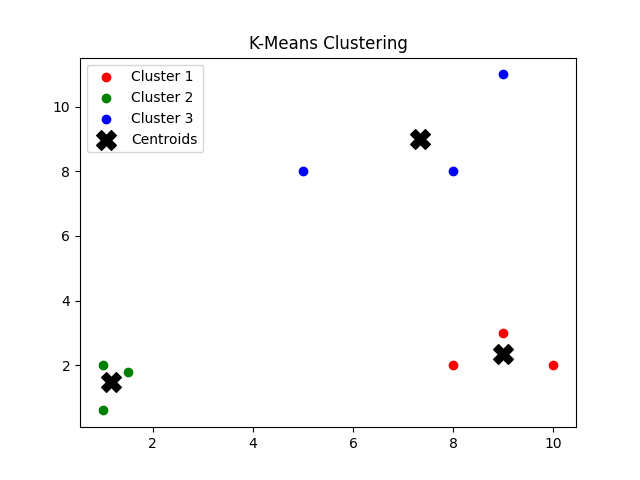 K-Means Clustering
Cluster 1
Cluster 2
Cluster 3
Centroids
10
8
6
4
2
2 4 6 8 10